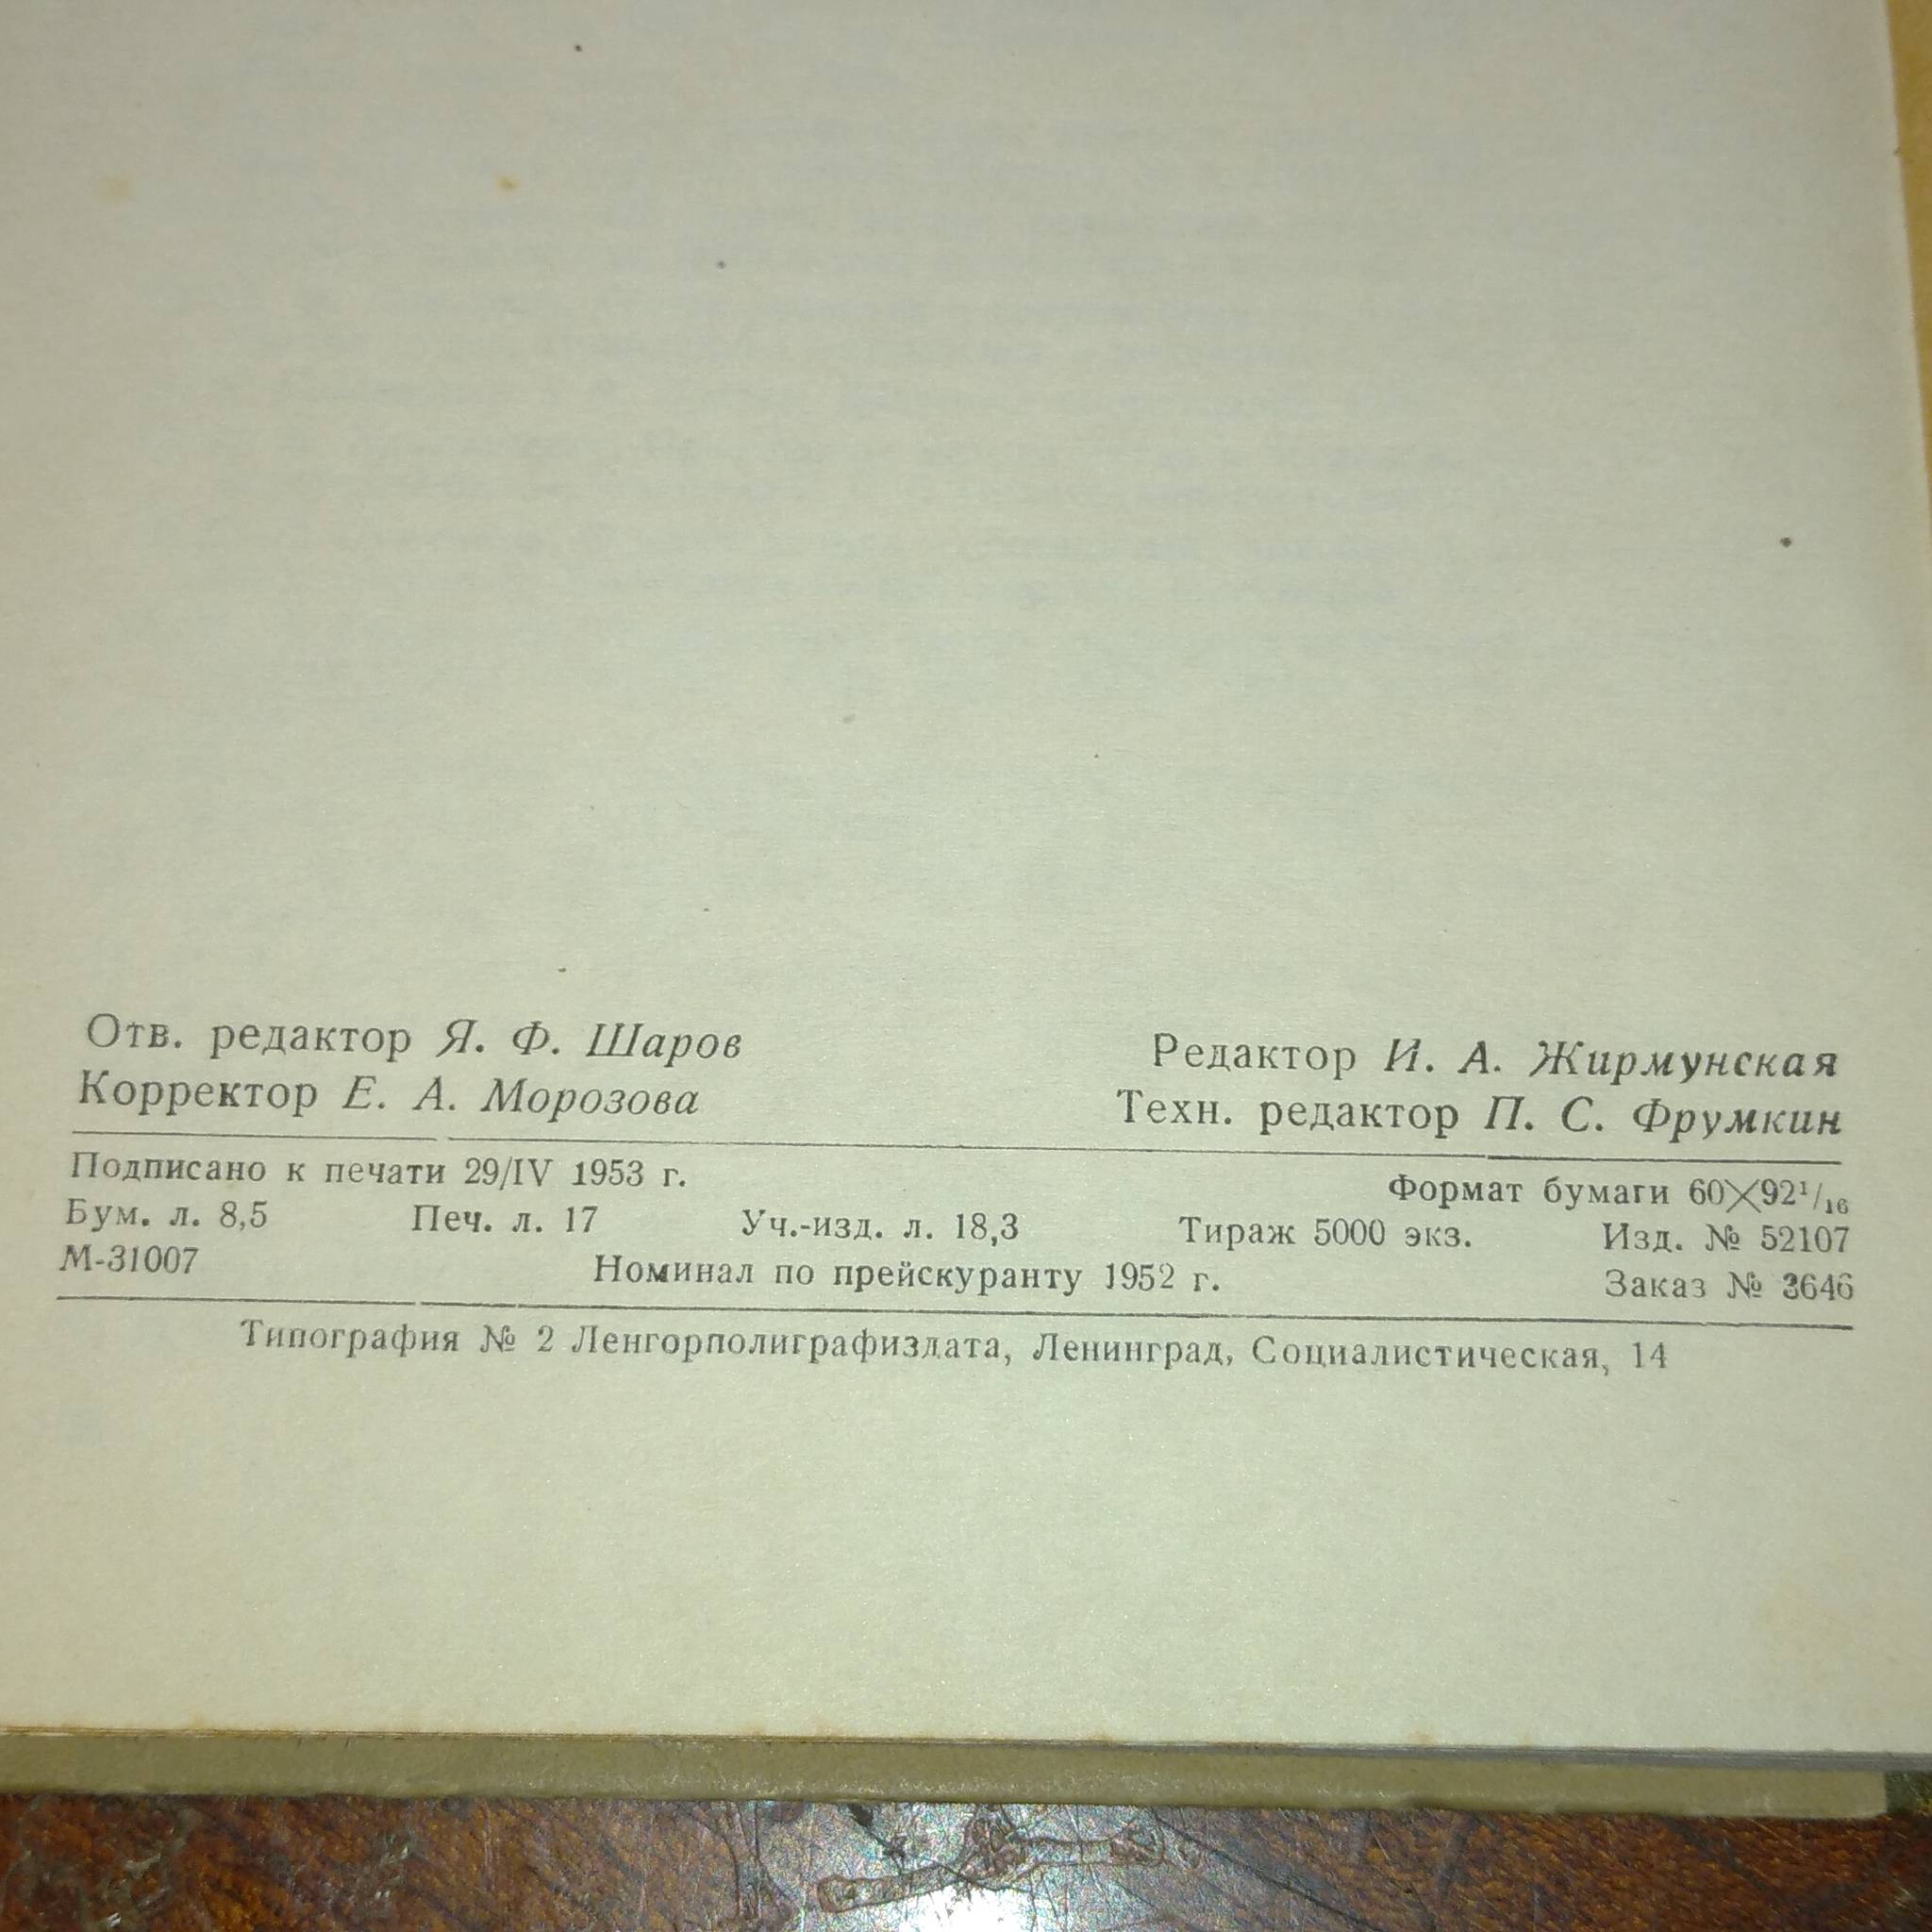 Отв. редактор Я. Ф. Шаров Редактор И. А. Жирмунская
Корректор Е. А. Морозова Техн. редактор П. С. Фрумкин
Подписано к печати 29/IV 1953 г. Формат бумаги 60×92¹/₁₆
Бум. л. 8,5 Печ. л. 17 Уч.-изд. л. 18,3 Тираж 5000 экз. Изд. № 52107
М-31007 Номинал по прейскуранту 1952 г. Заказ № 3646
Типография № 2 Ленгорполиграфиздата, Ленинград, Социалистическая, 14